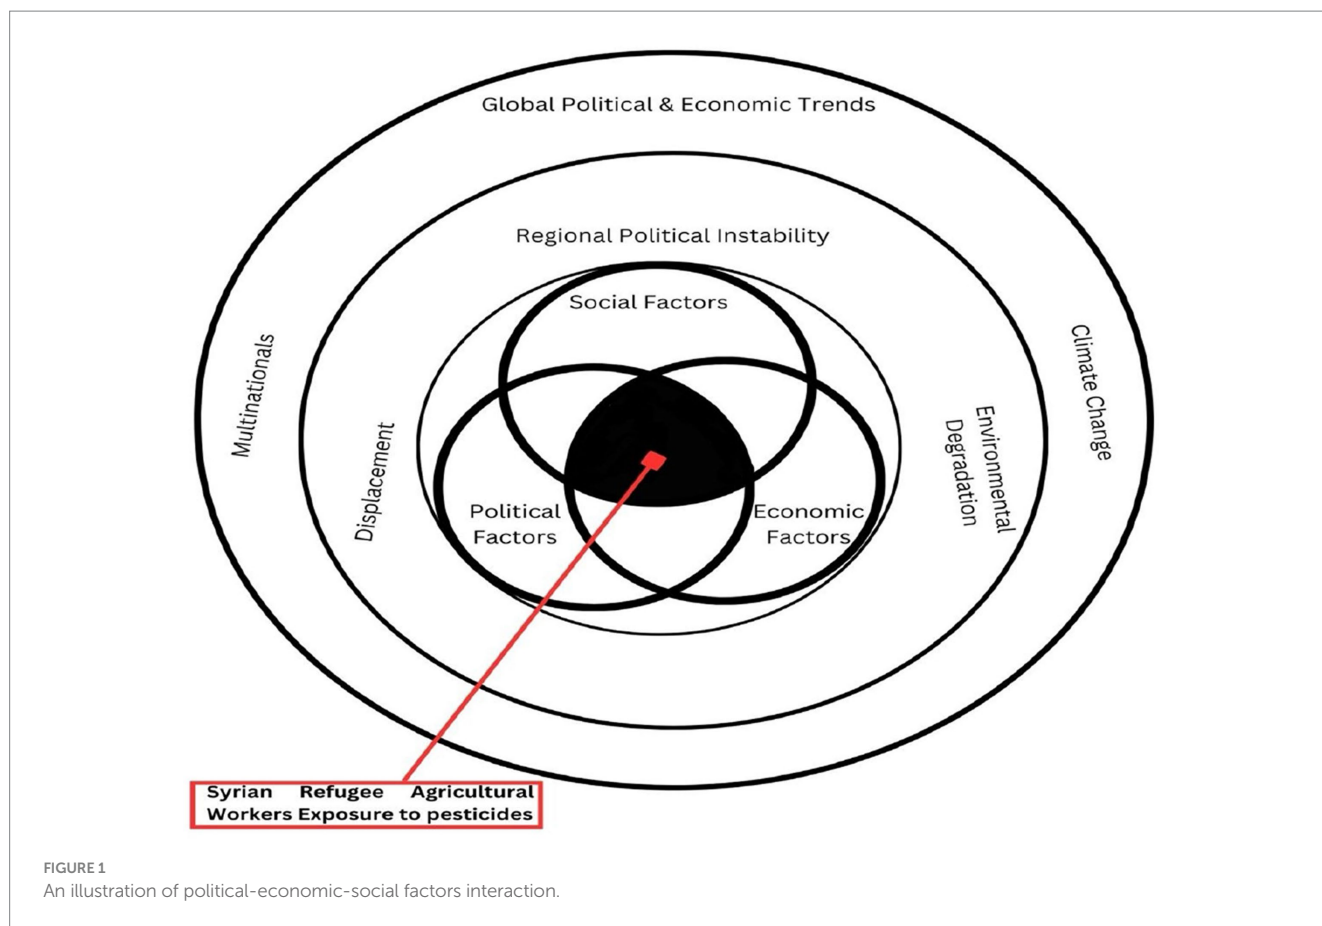 Global Political & Economic Trends
Regional Political Instability
Social Factors
Multinationals
Climate Change
Displacement
Environmental
Degradation
Political
Factors
Economic
Factors
Syrian Refugee Agricultural
Workers Exposure to pesticides
FIGURE 1
An illustration of political-economic-social factors interaction.